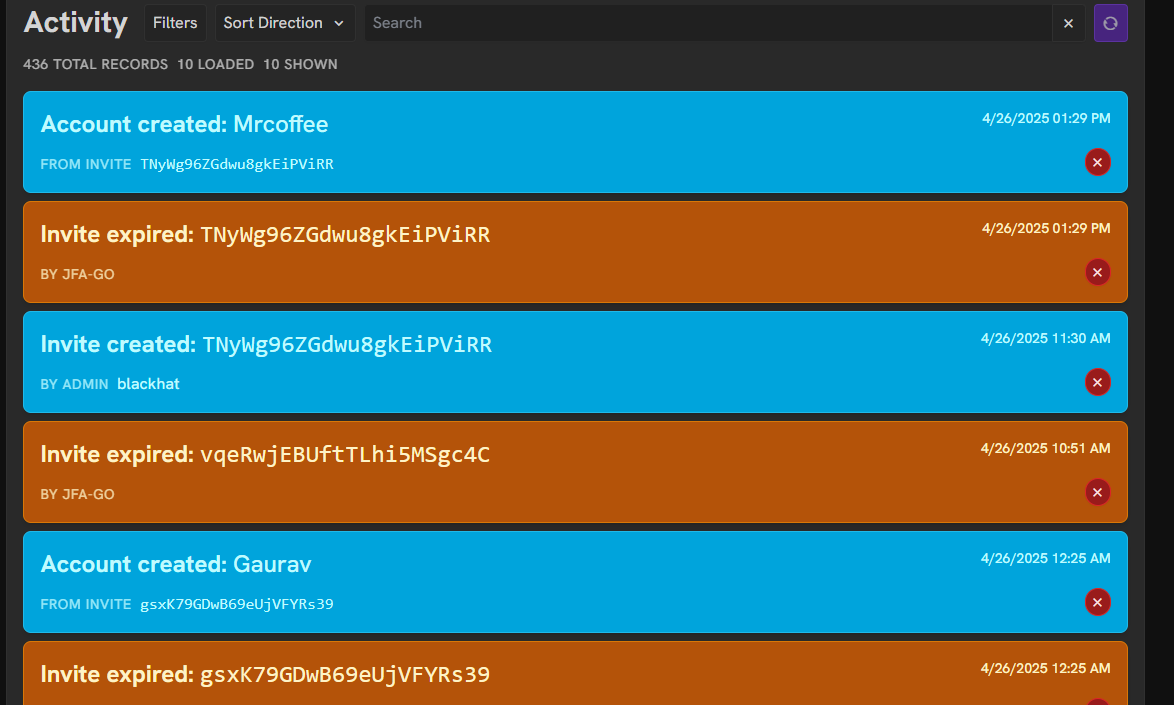 Activity Filters Sort Direction Search
436 TOTAL RECORDS 10 LOADED 10 SHOWN
Account created: Mrcoffee 4/26/2025 01:29 PM
FROM INVITE TNyWg96ZGdwu8gkEiPViRR
Invite expired: TNyWg96ZGdwu8gkEiPViRR 4/26/2025 01:29 PM
BY JFA-GO
Invite created: TNyWg96ZGdwu8gkEiPViRR 4/26/2025 11:30 AM
BY ADMIN blackhat
Invite expired: vqeRwjEBUftTLhi5MSgc4C 4/26/2025 10:51 AM
BY JFA-GO
Account created: Gaurav 4/26/2025 12:25 AM
FROM INVITE gsxK79GDwB69eUjVFYRs39
Invite expired: gsxK79GDwB69eUjVFYRs39 4/26/2025 12:25 AM